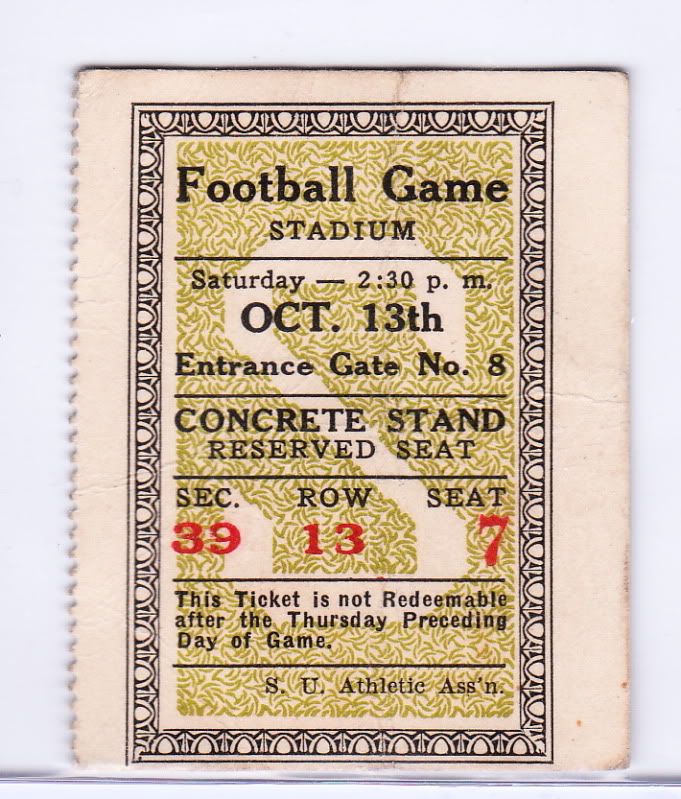 Football Game
STADIUM
Saturday — 2:30 p. m.
OCT. 13th
Entrance Gate No. 8
CONCRETE STAND
RESERVED SEAT
SEC. ROW SEAT
39 13 7
This Ticket is not Redeemable
after the Thursday Preceding
Day of Game.
S. U. Athletic Ass'n.